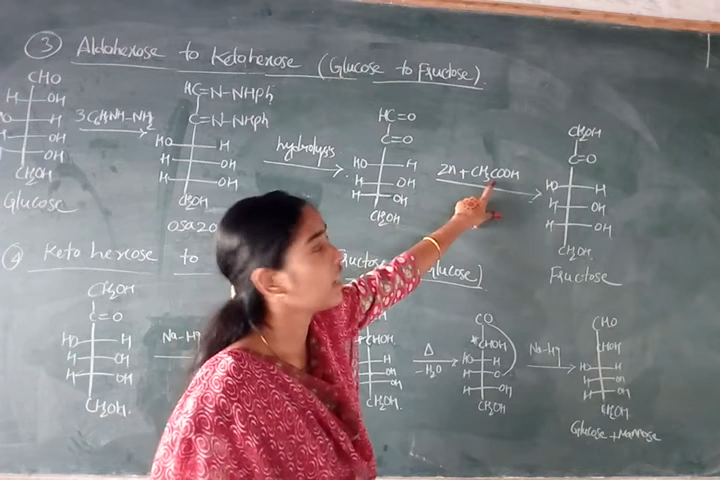 ③ Aldohexose to Ketohexose (Glucose to Fructose)
CHO
H OH
HO H
H OH
H OH
CH₂OH
Glucose
3C₆H₅NH-NH₂
HC=N-NHPh
C=N-NHPh
HO H
H OH
H OH
CH₂OH
hydrolysis
HC=O
C=O
HO H
H OH
H OH
CH₂OH
Zn + CH₃COOH
CH₂OH
C=O
HO H
H OH
H OH
CH₂OH
Fructose
④ Keto hexose to Glucose)
CH₂OH
C=O
HO H
H OH
H OH
CH₂OH
Na-Hg
CHOH
CH₂OH
Δ
-H₂O
CO
*CHOH
HO H
H O
H OH
CH₂OH
Na-Hg
CHO
CHOH
HO H
H OH
H OH
CH₂OH
Glucose + Mannose